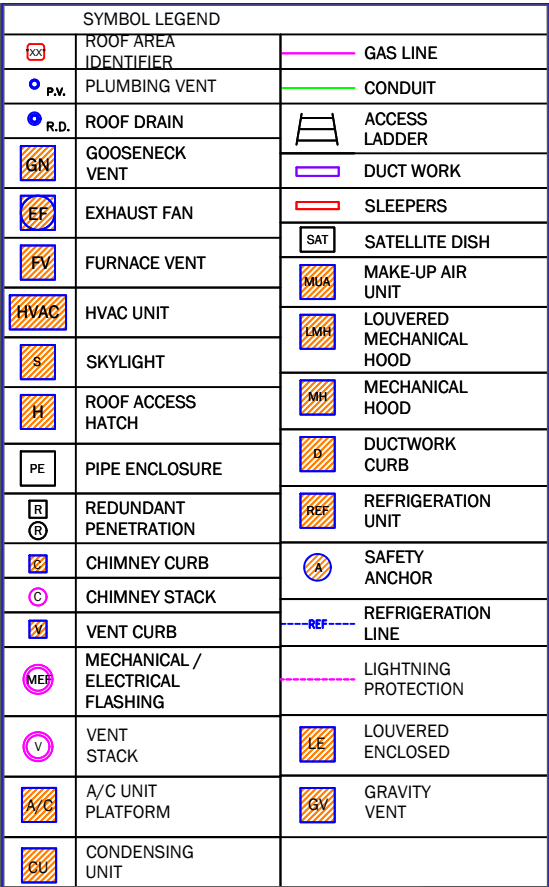 SYMBOL LEGEND
"XX"
ROOF AREA
IDENTIFIER
P.V.
PLUMBING VENT
R.D.
ROOF DRAIN
GN
GOOSENECK
VENT
EF
EXHAUST FAN
FV
FURNACE VENT
HVAC
HVAC UNIT
S
SKYLIGHT
H
ROOF ACCESS
HATCH
PE
PIPE ENCLOSURE
R
R
REDUNDANT
PENETRATION
C
CHIMNEY CURB
C
CHIMNEY STACK
V
VENT CURB
MEF
MECHANICAL /
ELECTRICAL
FLASHING
V
VENT
STACK
A/C
A/C UNIT
PLATFORM
CU
CONDENSING
UNIT
GAS LINE
CONDUIT
ACCESS
LADDER
DUCT WORK
SLEEPERS
SAT
SATELLITE DISH
MUA
MAKE-UP AIR
UNIT
LMH
LOUVERED
MECHANICAL
HOOD
MH
MECHANICAL
HOOD
D
DUCTWORK
CURB
REF
REFRIGERATION
UNIT
A
SAFETY
ANCHOR
REF
REFRIGERATION
LINE
LIGHTNING
PROTECTION
LE
LOUVERED
ENCLOSED
GV
GRAVITY
VENT